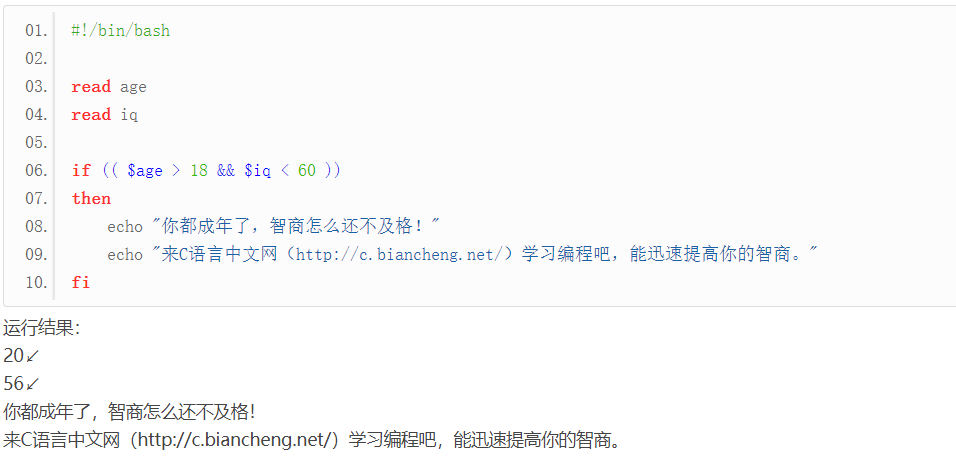 01. #!/bin/bash
02.
03. read age
04. read iq
05.
06. if (( $age > 18 && $iq < 60 ))
07. then
08.     echo "你都成年了，智商怎么还不及格！"
09.     echo "来C语言中文网（http://c.biancheng.net/）学习编程吧，能迅速提高你的智商。"
10. fi
运行结果：
20↙
56↙
你都成年了，智商怎么还不及格！
来C语言中文网（http://c.biancheng.net/）学习编程吧，能迅速提高你的智商。